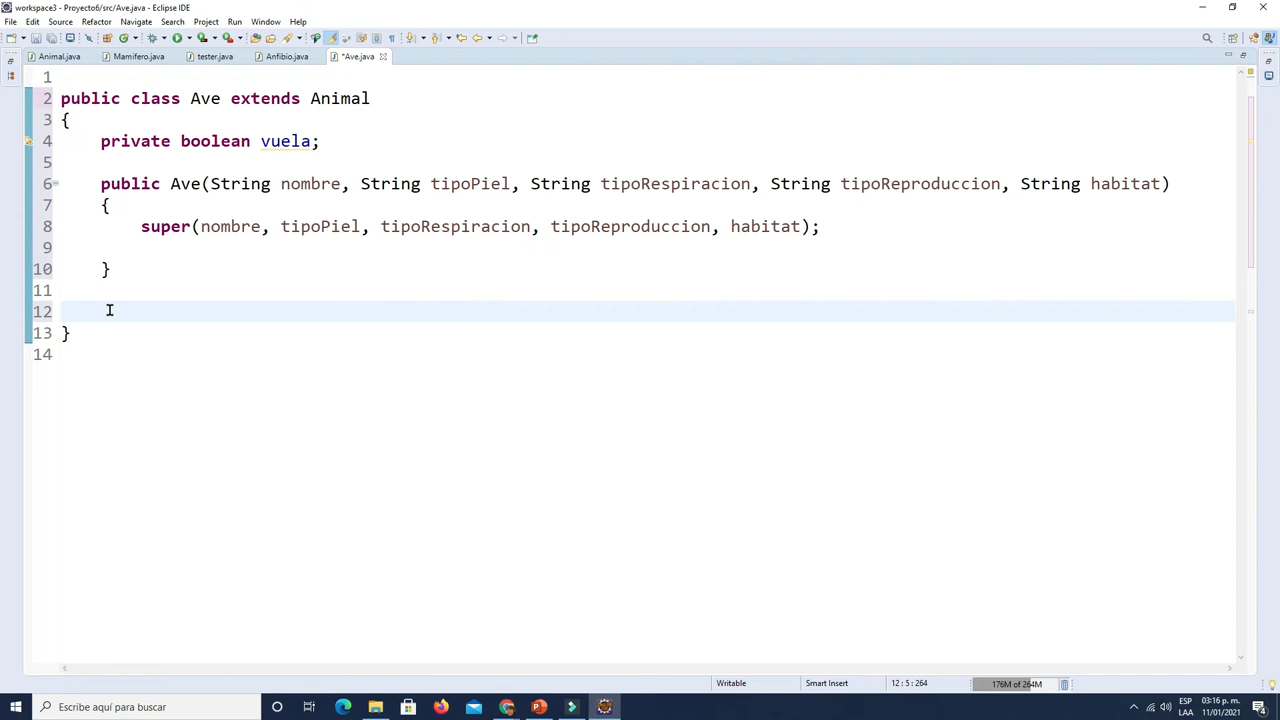 workspace3 - Proyecto6/src/Ave.java - Eclipse IDE
File Edit Source Refactor Navigate Search Project Run Window Help
Animal.java Mamifero.java tester.java Anfibio.java *Ave.java
1
2 public class Ave extends Animal
3 {
4 private boolean vuela;
5
6 public Ave(String nombre, String tipoPiel, String tipoRespiracion, String tipoReproduccion, String habitat)
7 {
8 super(nombre, tipoPiel, tipoRespiracion, tipoReproduccion, habitat);
9
10 }
11
12
13 }
14
Writable Smart Insert 12 : 5 : 264 176M of 264M
Escribe aquí para buscar
ESP 03:16 p. m.
LAA 11/01/2021 4